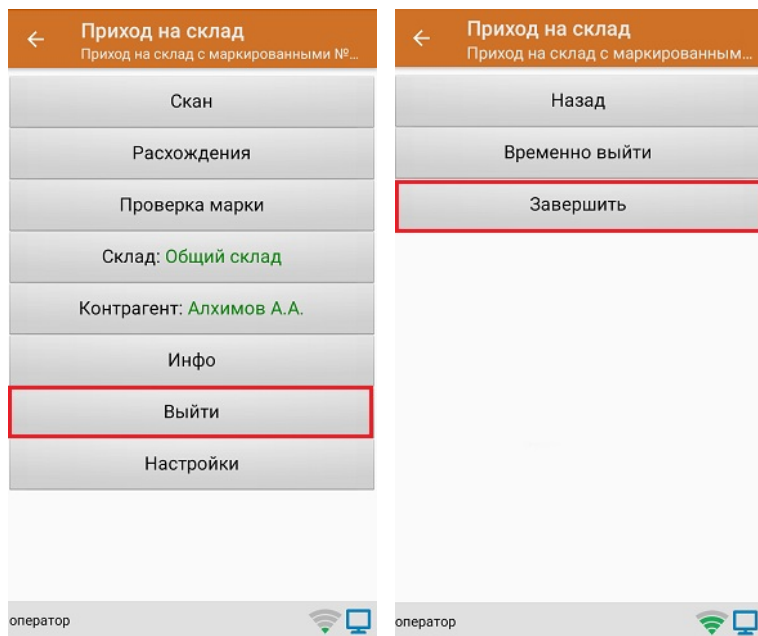 Приход на склад
Приход на склад с маркированными №...
Скан
Расхождения
Проверка марки
Склад: Общий склад
Контрагент: Алхимов А.А.
Инфо
Выйти
Настройки
оператор
Приход на склад
Приход на склад с маркированным...
Назад
Временно выйти
Завершить
оператор